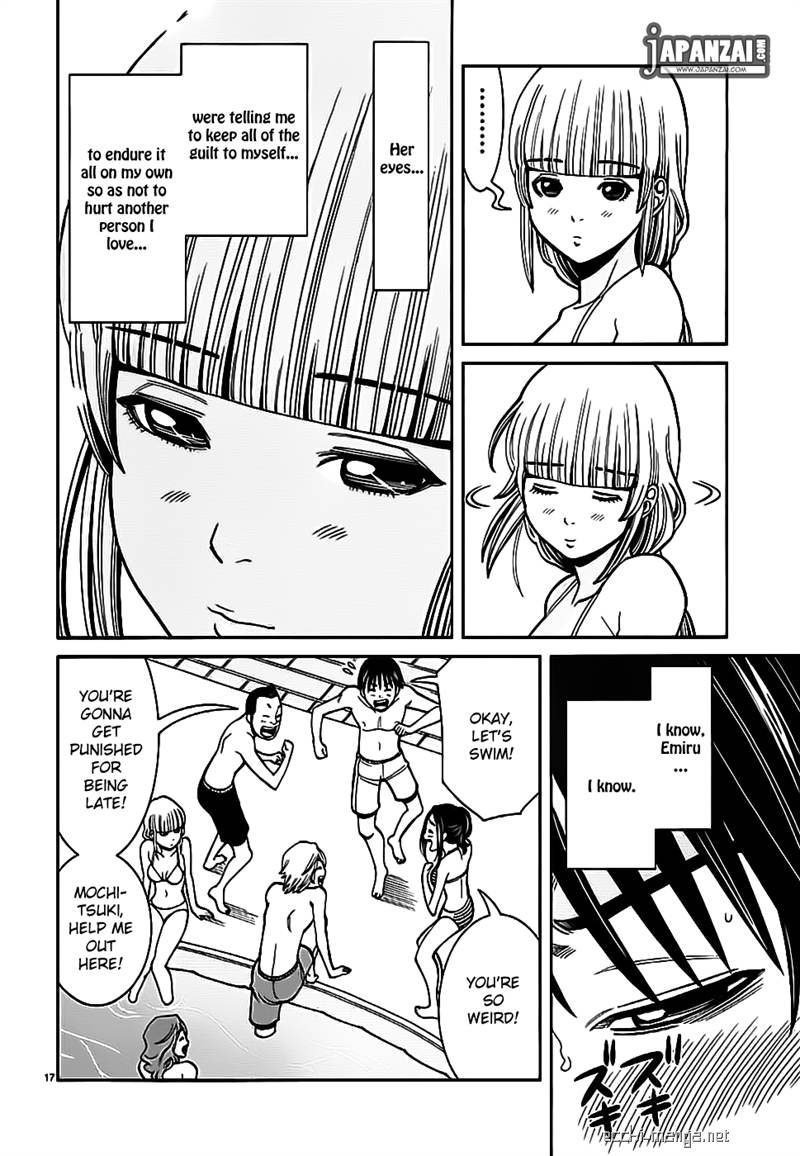 JAPANZAI.COM
WWW.JAPANZAI.COM
........
Her
eyes...
were telling me
to keep all of the
guilt to myself...
to endure it
all on my own
so as not to
hurt another
person I
love...
OKAY,
LET'S
SWIM!
YOU'RE
GONNA
GET
PUNISHED
FOR
BEING
LATE!
MOCHI-
TSUKI,
HELP ME
OUT
HERE!
YOU'RE
SO
WEIRD!
I know,
Emiru
...
I know.
ズキ
ズキ
17
ecchi-manga.net